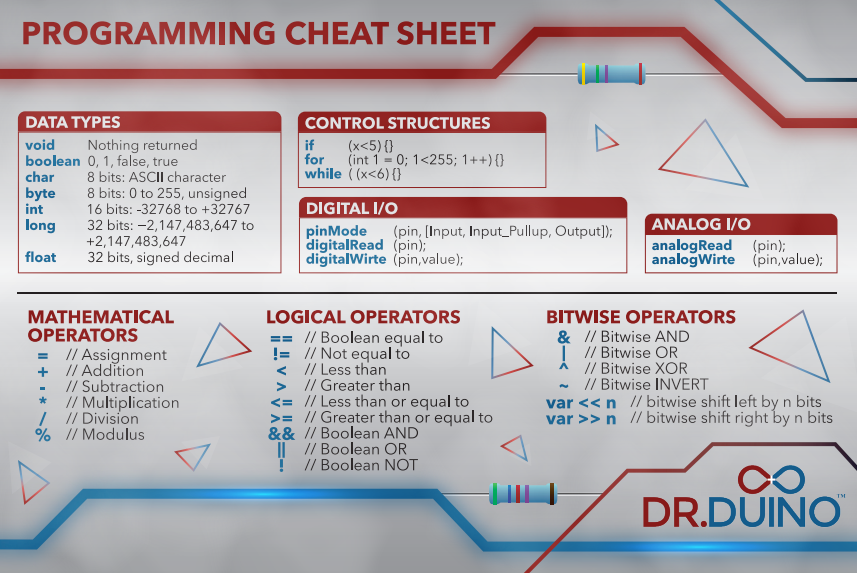 PROGRAMMING CHEAT SHEET
DATA TYPES
void Nothing returned
boolean 0, 1, false, true
char 8 bits: ASCII character
byte 8 bits: 0 to 255, unsigned
int 16 bits: -32768 to +32767
long 32 bits: −2,147,483,647 to
+2,147,483,647
float 32 bits, signed decimal
CONTROL STRUCTURES
if (x<5) {}
for (int 1 = 0; 1<255; 1++) {}
while ( (x<6) {}
DIGITAL I/O
pinMode (pin, [Input, Input_Pullup, Output]);
digitalRead (pin);
digitalWirte (pin,value);
ANALOG I/O
analogRead (pin);
analogWirte (pin,value);
MATHEMATICAL
OPERATORS
= // Assignment
+ // Addition
- // Subtraction
* // Multiplication
/ // Division
% // Modulus
LOGICAL OPERATORS
== // Boolean equal to
!= // Not equal to
< // Less than
> // Greater than
<= // Less than or equal to
>= // Greater than or equal to
&& // Boolean AND
|| // Boolean OR
! // Boolean NOT
BITWISE OPERATORS
& // Bitwise AND
| // Bitwise OR
^ // Bitwise XOR
~ // Bitwise INVERT
var << n // bitwise shift left by n bits
var >> n // bitwise shift right by n bits
DR.DUINO™